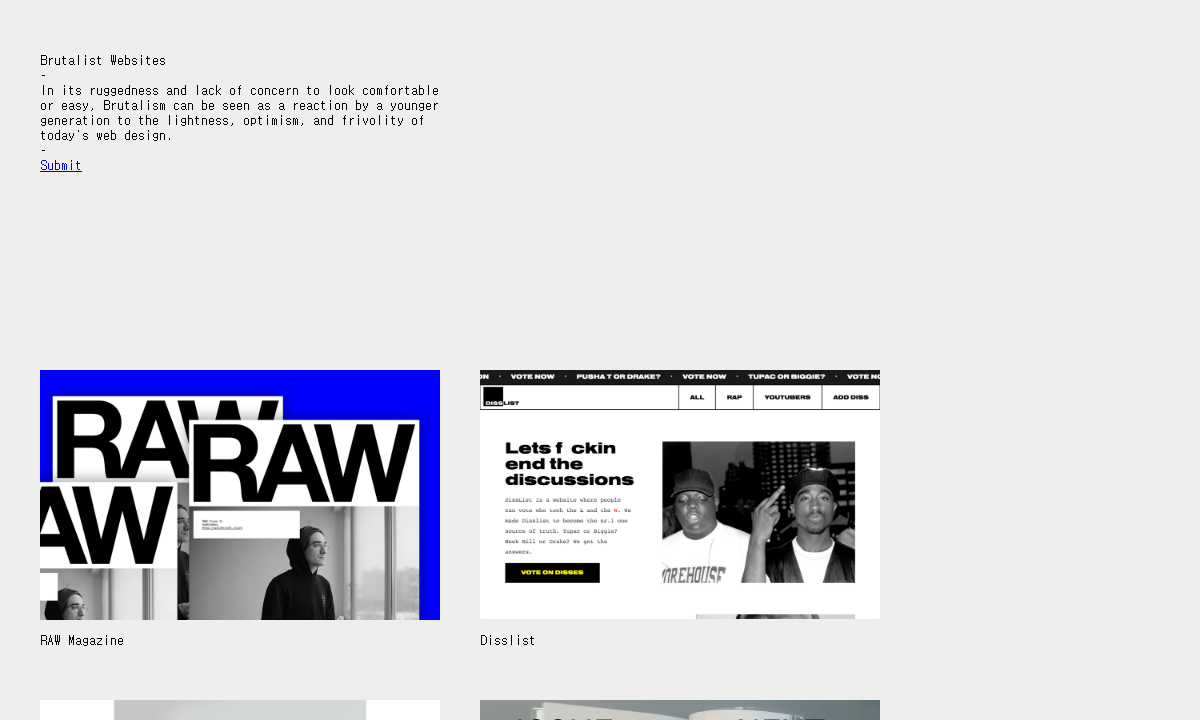 Brutalist Websites
-
In its ruggedness and lack of concern to look comfortable
or easy, Brutalism can be seen as a reaction by a younger
generation to the lightness, optimism, and frivolity of
today's web design.
-
Submit
RAW
RAW
AW
RAW Magazine
ON · VOTE NOW · PUSHA T OR DRAKE? · VOTE NOW · TUPAC OR BIGGIE? · VOTE NO
DISSLIST
ALL
RAP
YOUTUBERS
ADD DISS
Lets f ckin
end the
discussions
DissList is a website where people
can vote who took the L and the W. We
made Disslist to become the nr.1 one
source of truth. Tupac or Biggie?
Meek Mill or Drake? We got the
answers.
VOTE ON DISSES
Disslist